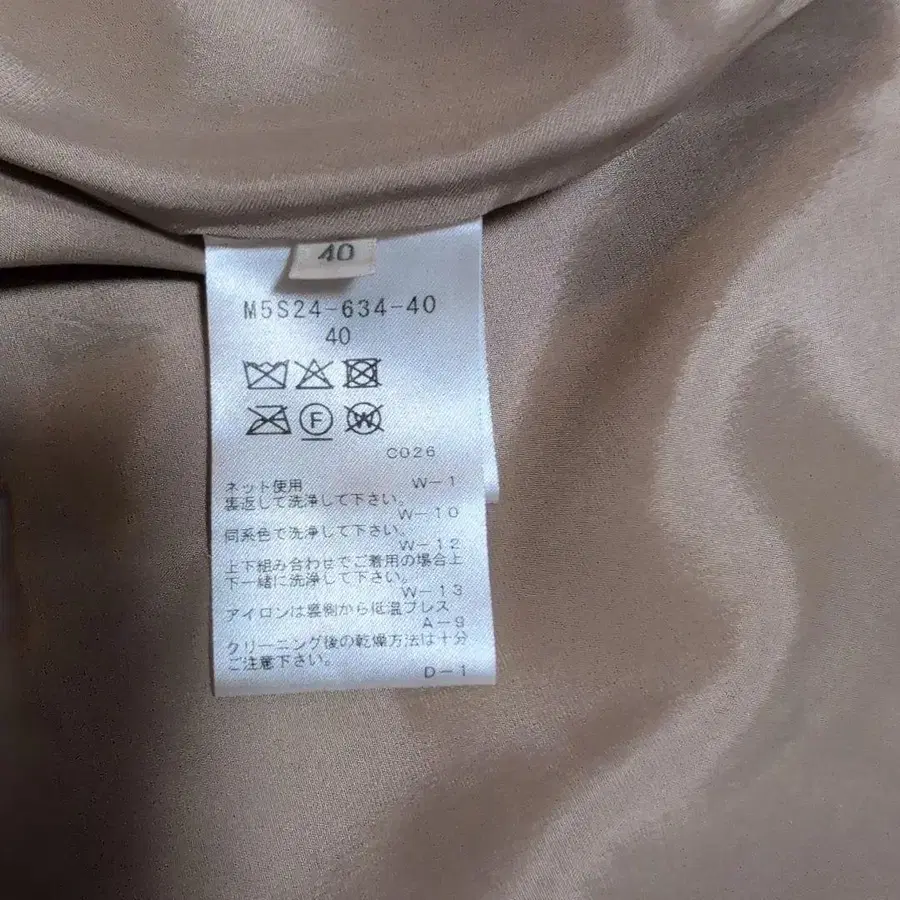 40
M5S24-634-40
40
F W
C026
ネット使用 W-1
裏返して洗浄して下さい。
W-10
同系色で洗浄して下さい。
W-12
上下組み合わせでご着用の場合上
下一緒に洗浄して下さい。
W-13
アイロンは裏側から低温プレス
A-9
クリーニング後の乾燥方法は十分
ご注意下さい。
D-1